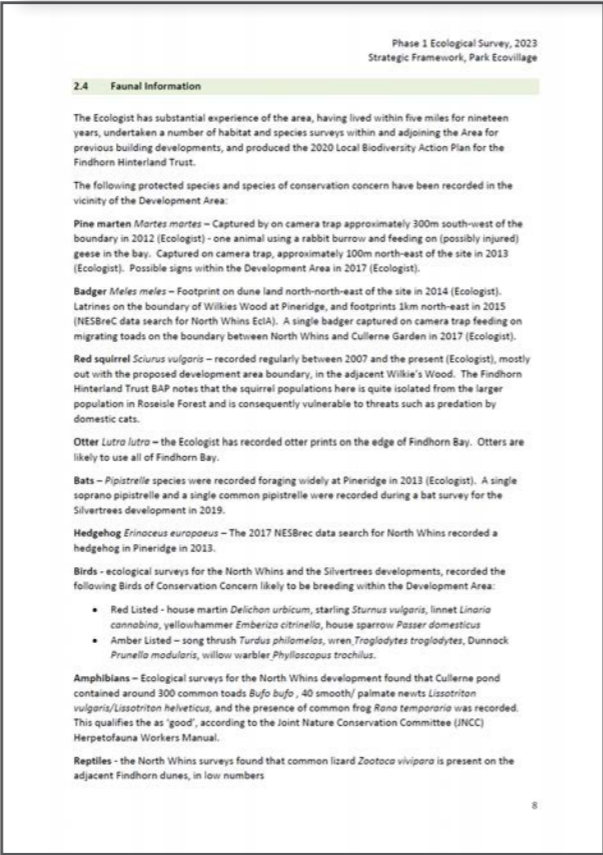 Phase 1 Ecological Survey, 2023
Strategic Framework, Park Ecovillage
2.4 Faunal Information
The Ecologist has substantial experience of the area, having lived within five miles for nineteen
years, undertaken a number of habitat and species surveys within and adjoining the Area for
previous building developments, and produced the 2020 Local Biodiversity Action Plan for the
Findhorn Hinterland Trust.
The following protected species and species of conservation concern have been recorded in the
vicinity of the Development Area:
Pine marten Martes martes – Captured by on camera trap approximately 300m south-west of the
boundary in 2012 (Ecologist) - one animal using a rabbit burrow and feeding on (possibly injured)
geese in the bay. Captured on camera trap, approximately 100m north-east of the site in 2013
(Ecologist). Possible signs within the Development Area in 2017 (Ecologist).
Badger Meles meles – Footprint on dune land north-north-east of the site in 2014 (Ecologist).
Latrines on the boundary of Wilkies Wood at Pineridge, and footprints 1km north-east in 2015
(NESBreC data search for North Whins EcIA). A single badger captured on camera trap feeding on
migrating toads on the boundary between North Whins and Cullerne Garden in 2017 (Ecologist).
Red squirrel Sciurus vulgaris – recorded regularly between 2007 and the present (Ecologist), mostly
out with the proposed development area boundary, in the adjacent Wilkie's Wood. The Findhorn
Hinterland Trust BAP notes that the squirrel populations here is quite isolated from the larger
population in Roseisle Forest and is consequently vulnerable to threats such as predation by
domestic cats.
Otter Lutra lutra – the Ecologist has recorded otter prints on the edge of Findhorn Bay. Otters are
likely to use all of Findhorn Bay.
Bats – Pipistrelle species were recorded foraging widely at Pineridge in 2013 (Ecologist). A single
soprano pipistrelle and a single common pipistrelle were recorded during a bat survey for the
Silvertrees development in 2019.
Hedgehog Erinaceus europaeus – The 2017 NESBrec data search for North Whins recorded a
hedgehog in Pineridge in 2013.
Birds - ecological surveys for the North Whins and the Silvertrees developments, recorded the
following Birds of Conservation Concern likely to be breeding within the Development Area:
• Red Listed - house martin Delichon urbicum, starling Sturnus vulgaris, linnet Linaria
cannabina, yellowhammer Emberiza citrinella, house sparrow Passer domesticus
• Amber Listed – song thrush Turdus philomelos, wren Troglodytes troglodytes, Dunnock
Prunella modularis, willow warbler Phylloscopus trochilus.
Amphibians – Ecological surveys for the North Whins development found that Cullerne pond
contained around 300 common toads Bufo bufo , 40 smooth/ palmate newts Lissotriton
vulgaris/Lissotriton helveticus, and the presence of common frog Rana temporaria was recorded.
This qualifies the as 'good', according to the Joint Nature Conservation Committee (JNCC)
Herpetofauna Workers Manual.
Reptiles - the North Whins surveys found that common lizard Zootoca vivipara is present on the
adjacent Findhorn dunes, in low numbers
8